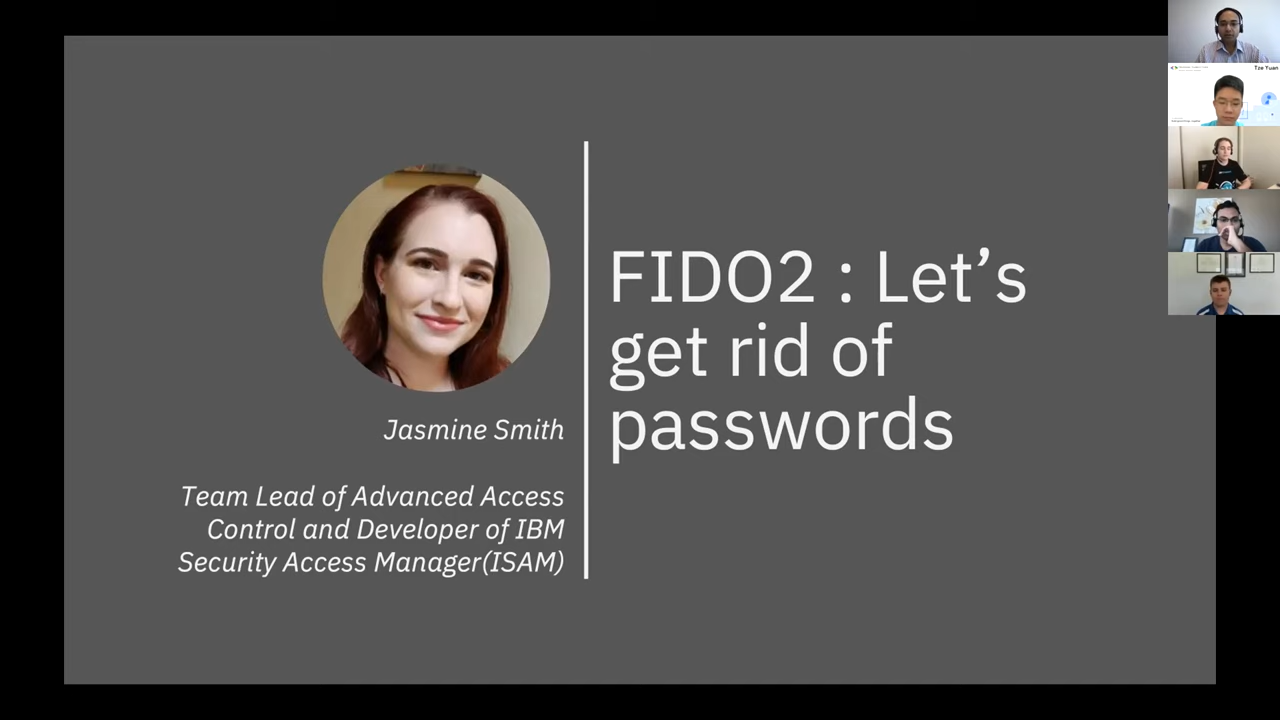 FIDO2 : Let’s
get rid of
passwords
Jasmine Smith
Team Lead of Advanced Access
Control and Developer of IBM
Security Access Manager(ISAM)
Tze Yuan